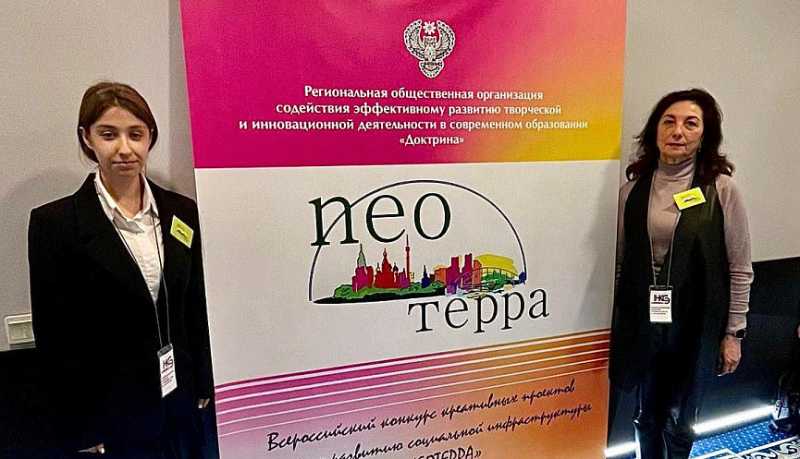 Региональная общественная организация
содействия эффективному развитию творческой
и инновационной деятельности в современном образовании
«Доктрина»
neo
терра
Всероссийский конкурс креативных проектов
развитию социальной инфраструктуры